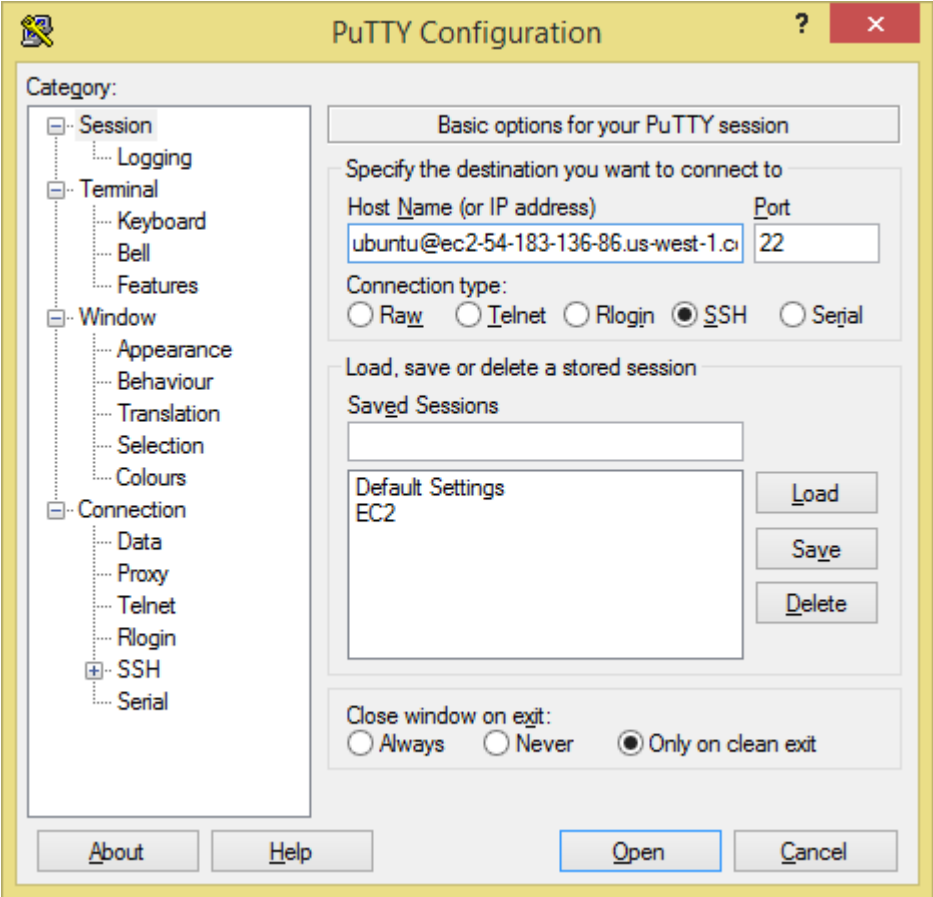 PuTTY Configuration
?
Category:
Session
Logging
Terminal
Keyboard
Bell
Features
Window
Appearance
Behaviour
Translation
Selection
Colours
Connection
Data
Proxy
Telnet
Rlogin
SSH
Serial
Basic options for your PuTTY session
Specify the destination you want to connect to
Host Name (or IP address) Port
ubuntu@ec2-54-183-136-86.us-west-1.c 22
Connection type:
Raw Telnet Rlogin SSH Serial
Load, save or delete a stored session
Saved Sessions
Default Settings
EC2
Load
Save
Delete
Close window on exit:
Always Never Only on clean exit
About Help Open Cancel